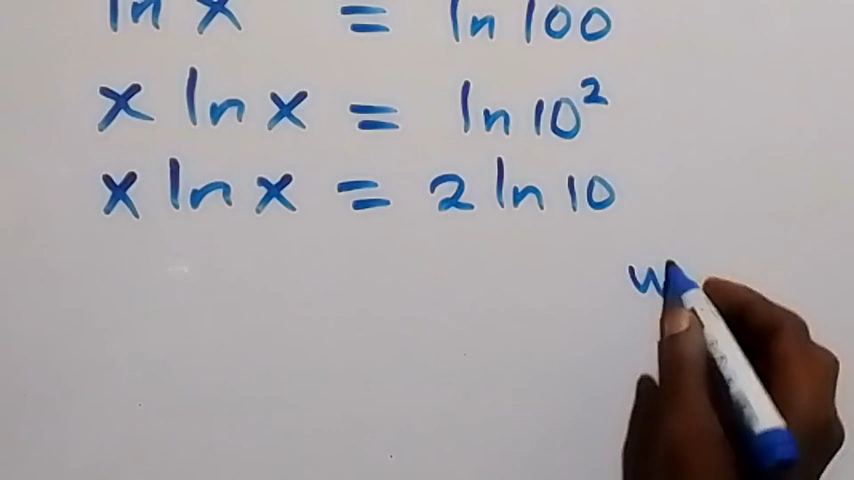 ln x = ln 100
x ln x = ln 10²
x ln x = 2 ln 10
w